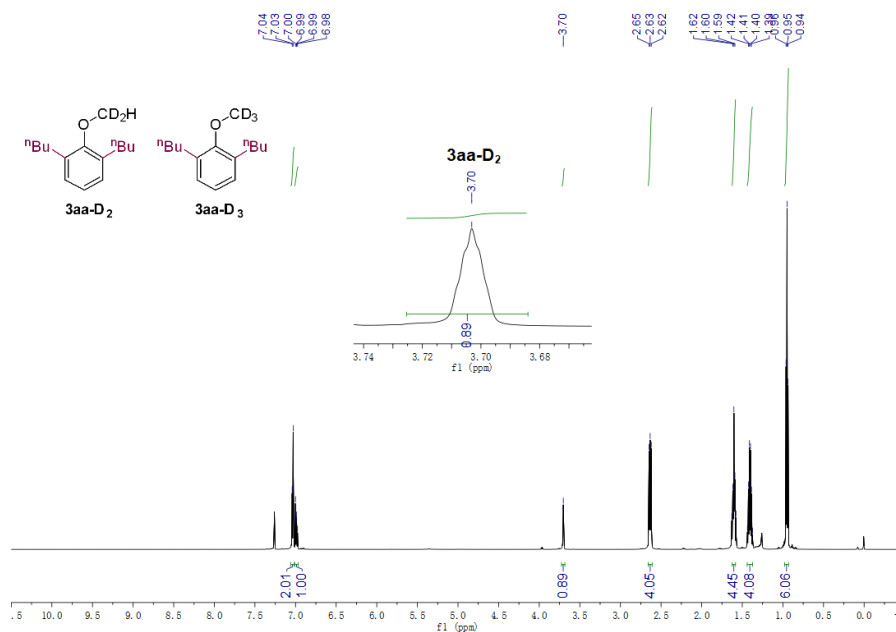 7.04 7.03 7.00 6.99 6.99 6.98 3.70 2.65 2.63 2.62 1.62 1.60 1.59 1.42 1.41 1.40 1.39 0.96 0.95 0.94
CD2H CD3
O O
nBu nBu nBu nBu
3aa-D2 3aa-D3
3aa-D2
3.70
0.89
3.74 3.72 3.70 3.68
f1 (ppm)
2.01 1.00 0.89 4.05 4.45 4.08 6.06
.5 10.0 9.5 9.0 8.5 8.0 7.5 7.0 6.5 6.0 5.5 5.0 4.5 4.0 3.5 3.0 2.5 2.0 1.5 1.0 0.5 0.0
f1 (ppm)